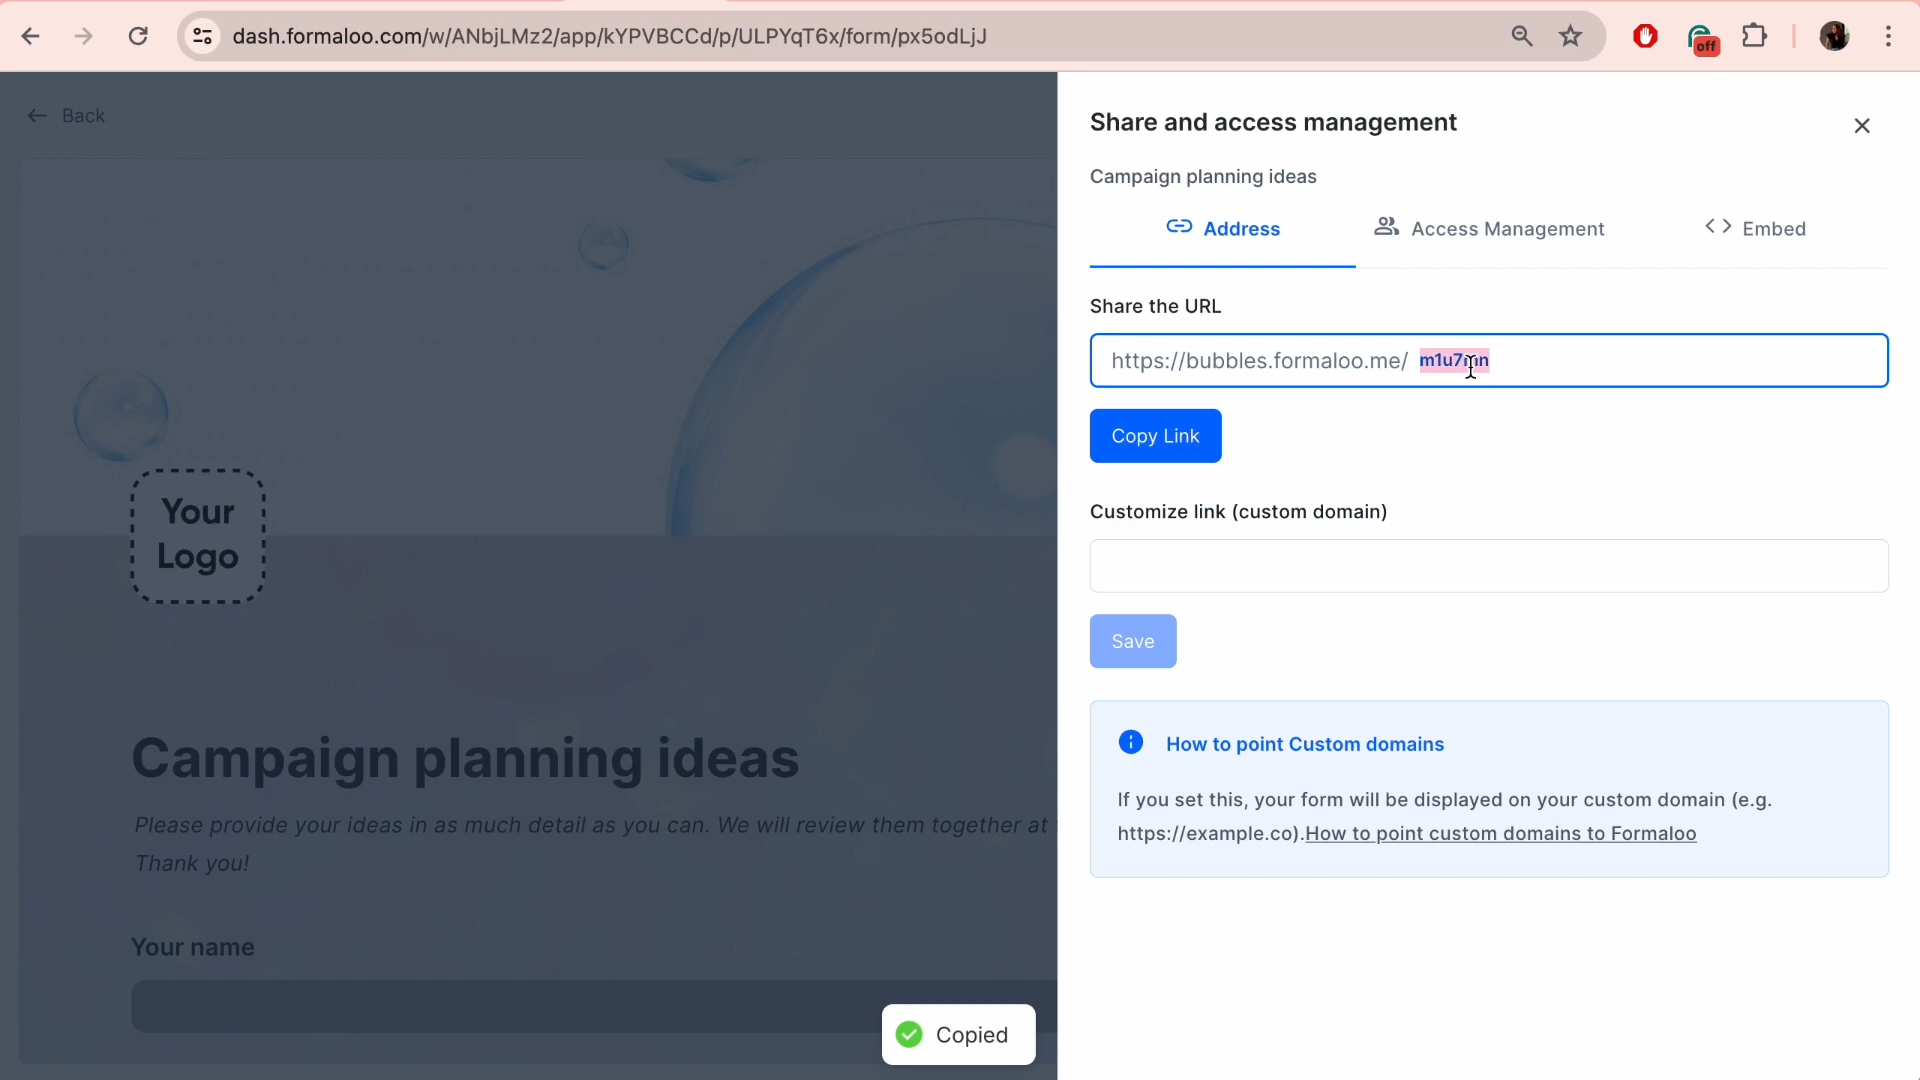 dash.formaloo.com/w/ANbjLMz2/app/kYPVBCCd/p/ULPYqT6x/form/px5odLjJ
off
Back
Your
Logo
Campaign planning ideas
Please provide your ideas in as much detail as you can. We will review them together at
Thank you!
Your name
Copied
Share and access management
Campaign planning ideas
Address
Access Management
Embed
Share the URL
https://bubbles.formaloo.me/
Copy Link
Customize link (custom domain)
Save
How to point Custom domains
If you set this, your form will be displayed on your custom domain (e.g.
https://example.co).How to point custom domains to Formaloo